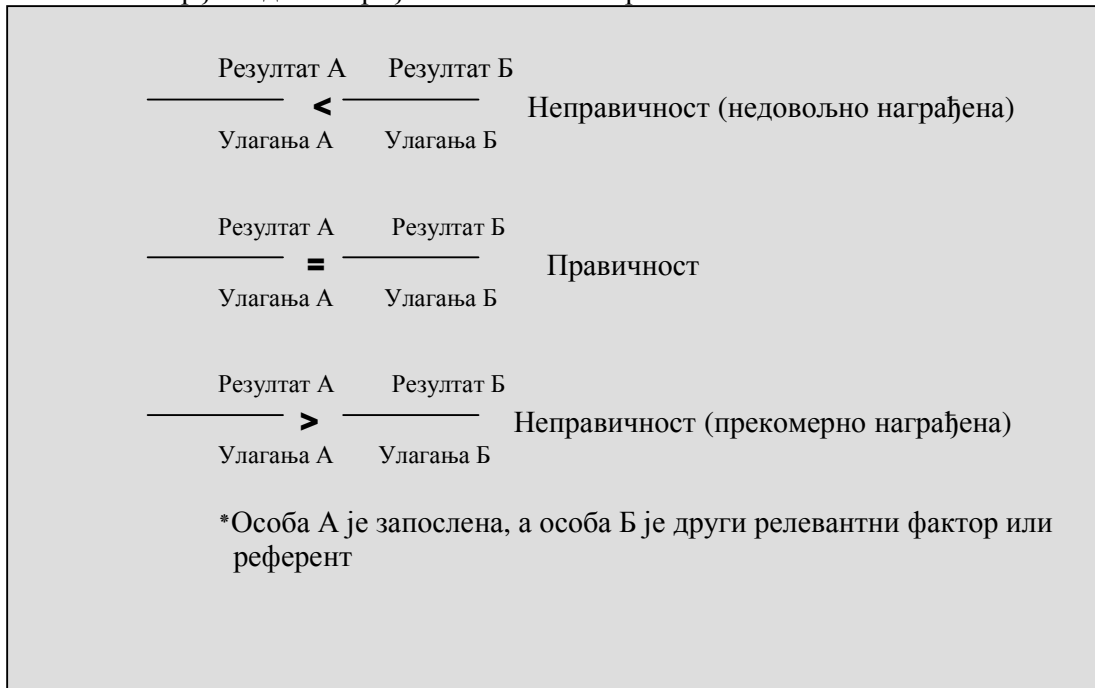 Резултат А Резултат Б
< Неправичност (недовољно награђена)
Улагања А Улагања Б
Резултат А Резултат Б
= Правичност
Улагања А Улагања Б
Резултат А Резултат Б
> Неправичност (прекомерно награђена)
Улагања А Улагања Б
*Особа А је запослена, а особа Б је други релевантни фактор или
референт